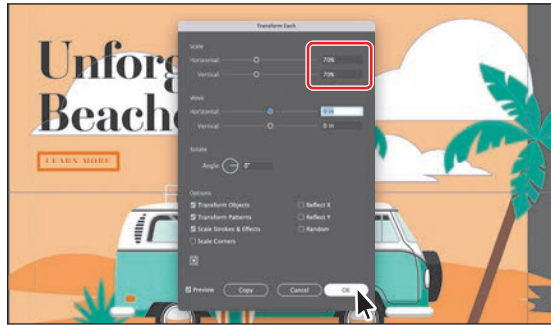 Transform Each
Unforg
Beach
LEARN MORE
Scale
Horizontal: 70%
Vertical: 70%
Move
Horizontal: 0 in
Vertical: 0 in
Rotate
Angle: 0°
Options
Transform Objects Reflect X
Transform Patterns Reflect Y
Scale Strokes & Effects Random
Scale Corners
Preview Copy Cancel OK